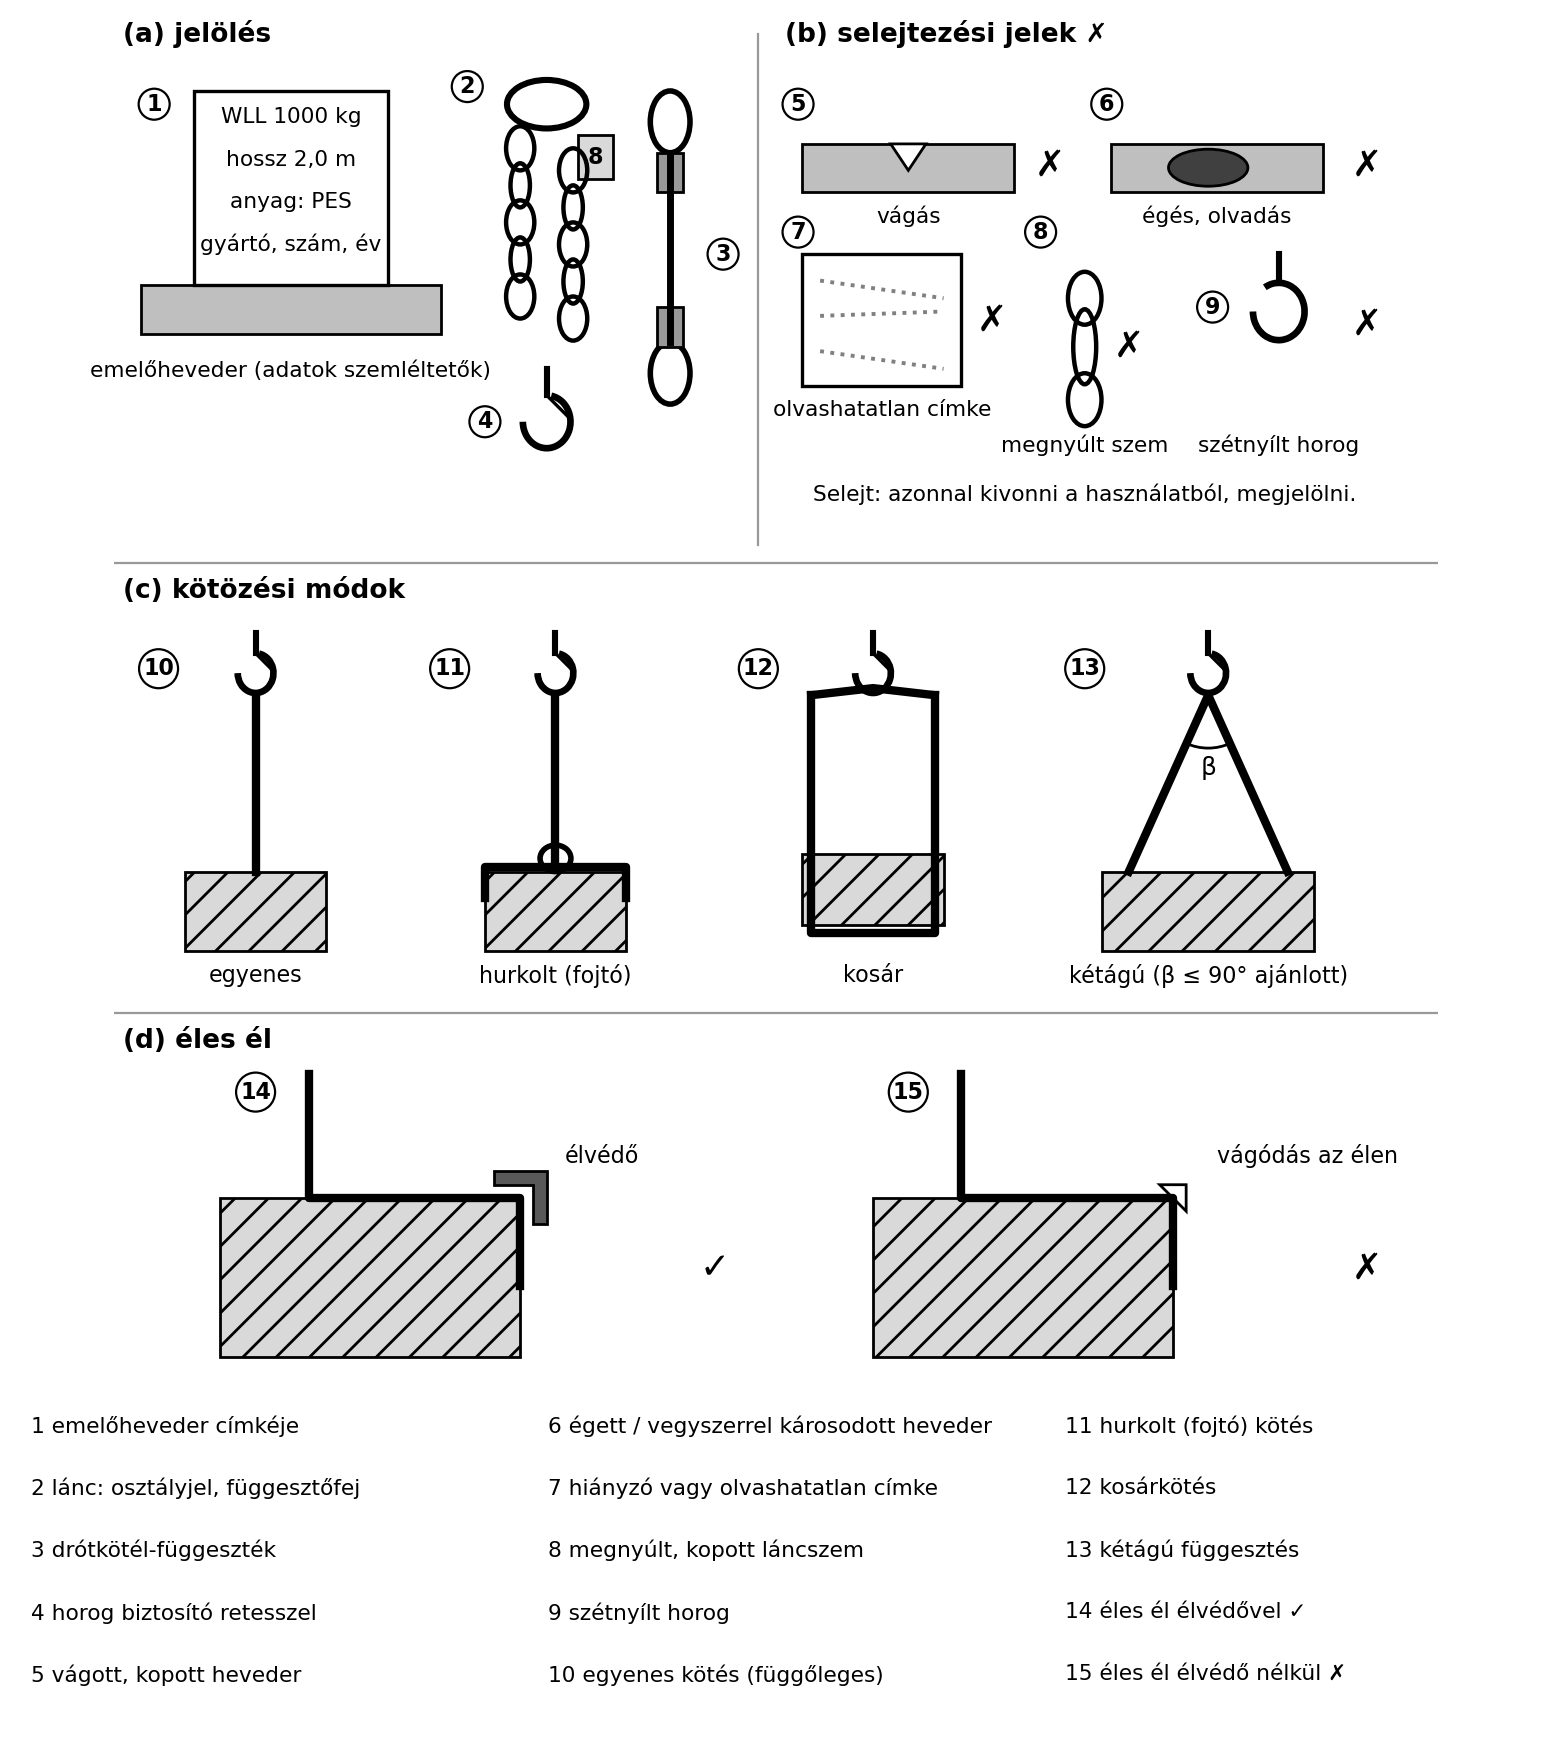 (a) jelölés
1
WLL 1000 kg
hossz 2,0 m
anyag: PES
gyártó, szám, év
emelőheveder (adatok szemléltetők)
2
8
3
4
(b) selejtezési jelek ✗
5
✗
vágás
6
✗
égés, olvadás
7
✗
olvashatatlan címke
8
✗
megnyúlt szem
9
✗
szétnyílt horog
Selejt: azonnal kivonni a használatból, megjelölni.
(c) kötözési módok
10
egyenes
11
hurkolt (fojtó)
12
kosár
13
β
kétágú (β ≤ 90° ajánlott)
(d) éles él
14
élvédő
✓
15
vágódás az élen
✗
1 emelőheveder címkéje
2 lánc: osztályjel, függesztőfej
3 drótkötél-függeszték
4 horog biztosító retesszel
5 vágott, kopott heveder
6 égett / vegyszerrel károsodott heveder
7 hiányzó vagy olvashatatlan címke
8 megnyúlt, kopott láncszem
9 szétnyílt horog
10 egyenes kötés (függőleges)
11 hurkolt (fojtó) kötés
12 kosárkötés
13 kétágú függesztés
14 éles él élvédővel ✓
15 éles él élvédő nélkül ✗